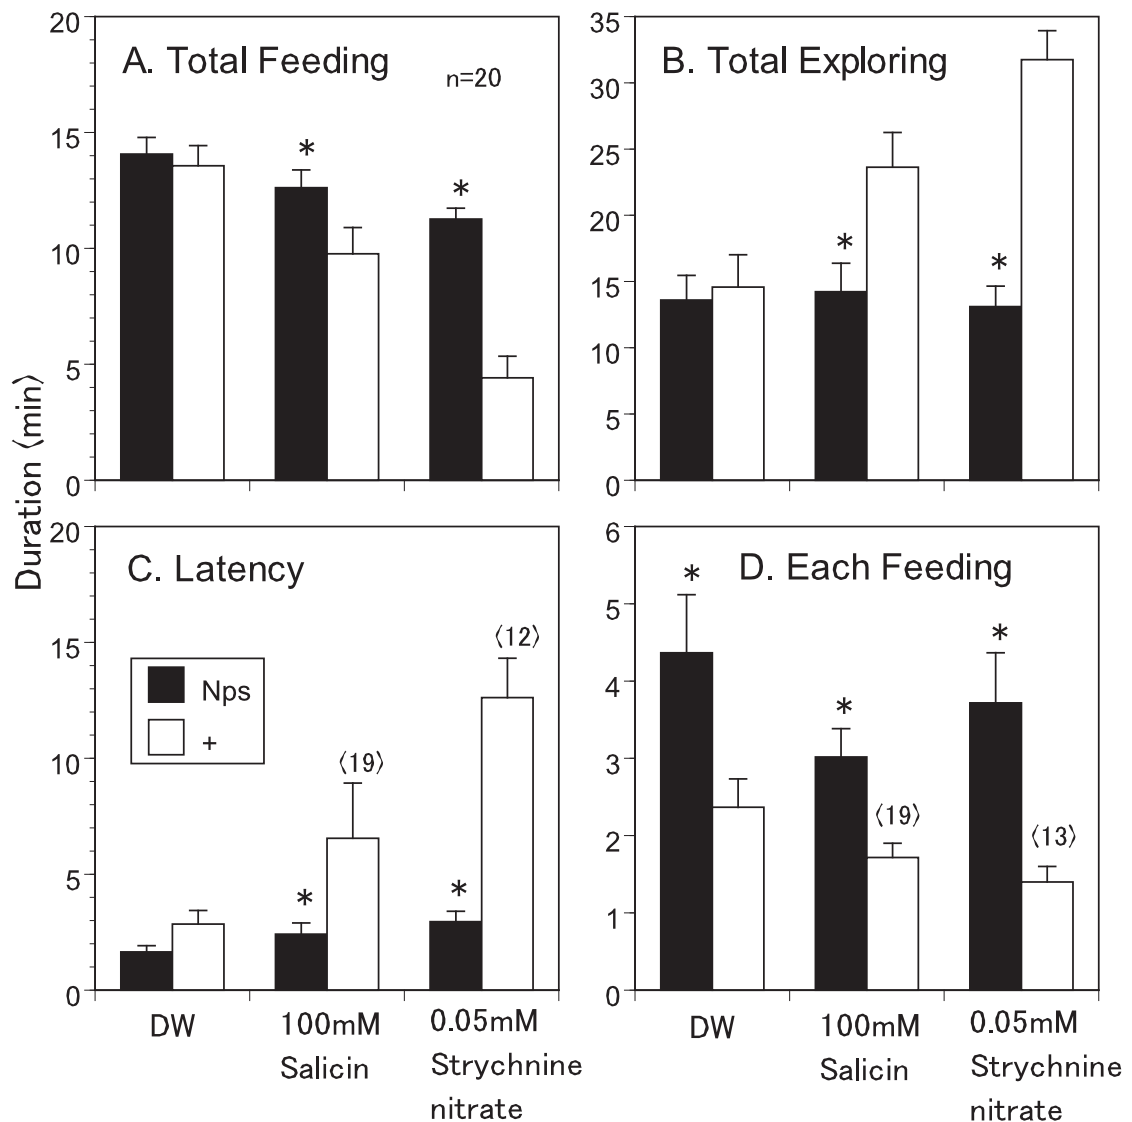 A. Total Feeding
n=20
20
15
10
5
0
*
*
B. Total Exploring
35
30
25
20
15
10
5
0
*
*
Duration (min)
C. Latency
20
15
10
5
0
Nps
+
*
(19)
*
(12)
DW
100mM
Salicin
0.05mM
Strychnine
nitrate
D. Each Feeding
6
5
4
3
2
1
0
*
*
(19)
*
(13)
DW
100mM
Salicin
0.05mM
Strychnine
nitrate